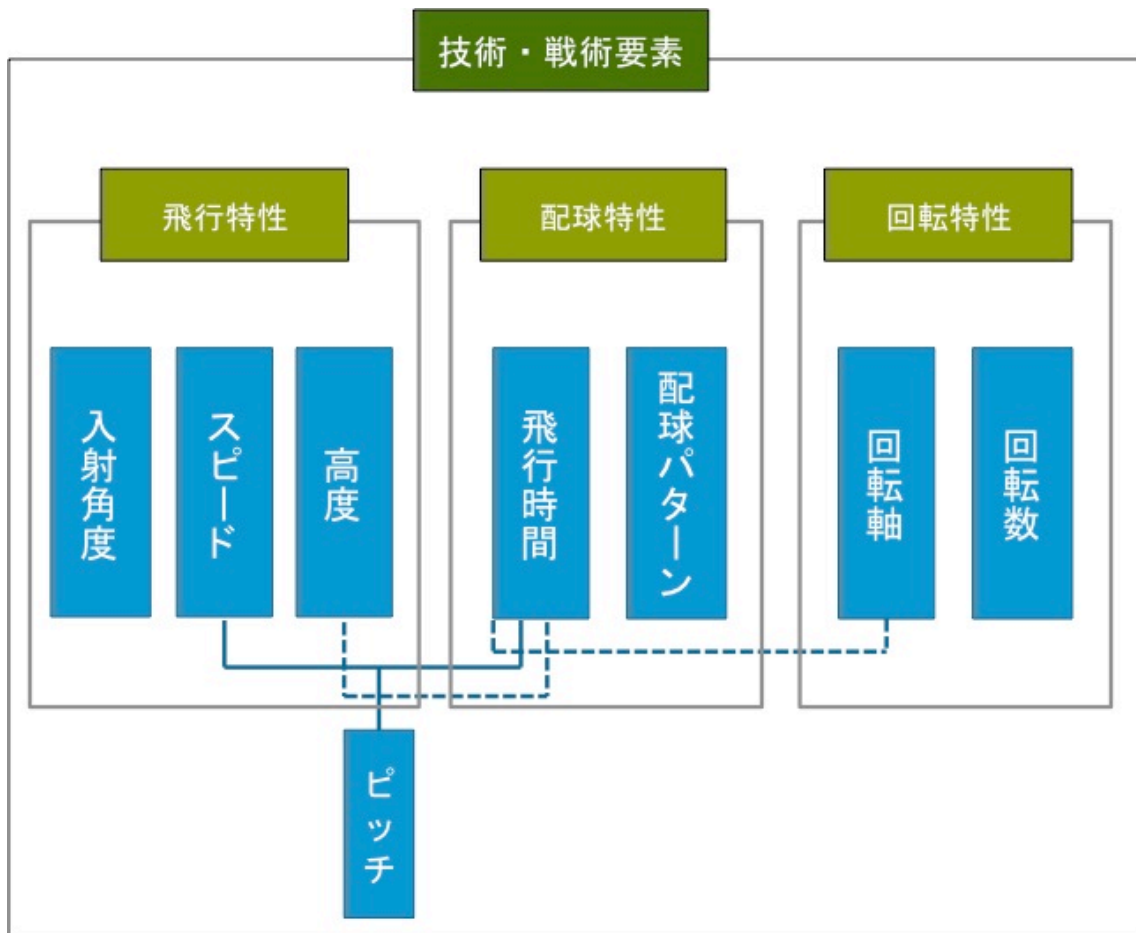 技術・戦術要素
飛行特性
配球特性
回転特性
入射角度
スピード
高度
飛行時間
配球パターン
回転軸
回転数
ピッチ